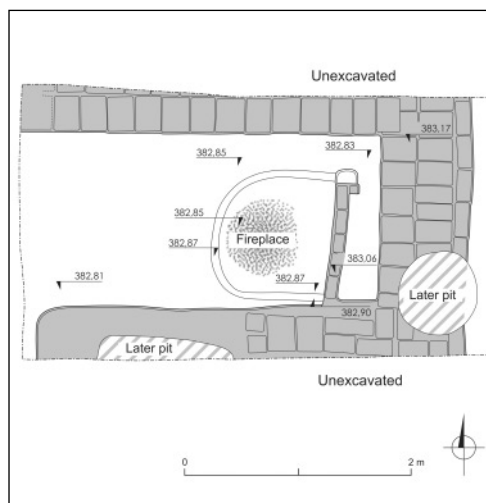 Unexcavated
383,17
382,85
382,83
382,85
Fireplace
382,87
383,06
382,81
382,87
Later pit
382,90
Later pit
Unexcavated
0
2 m